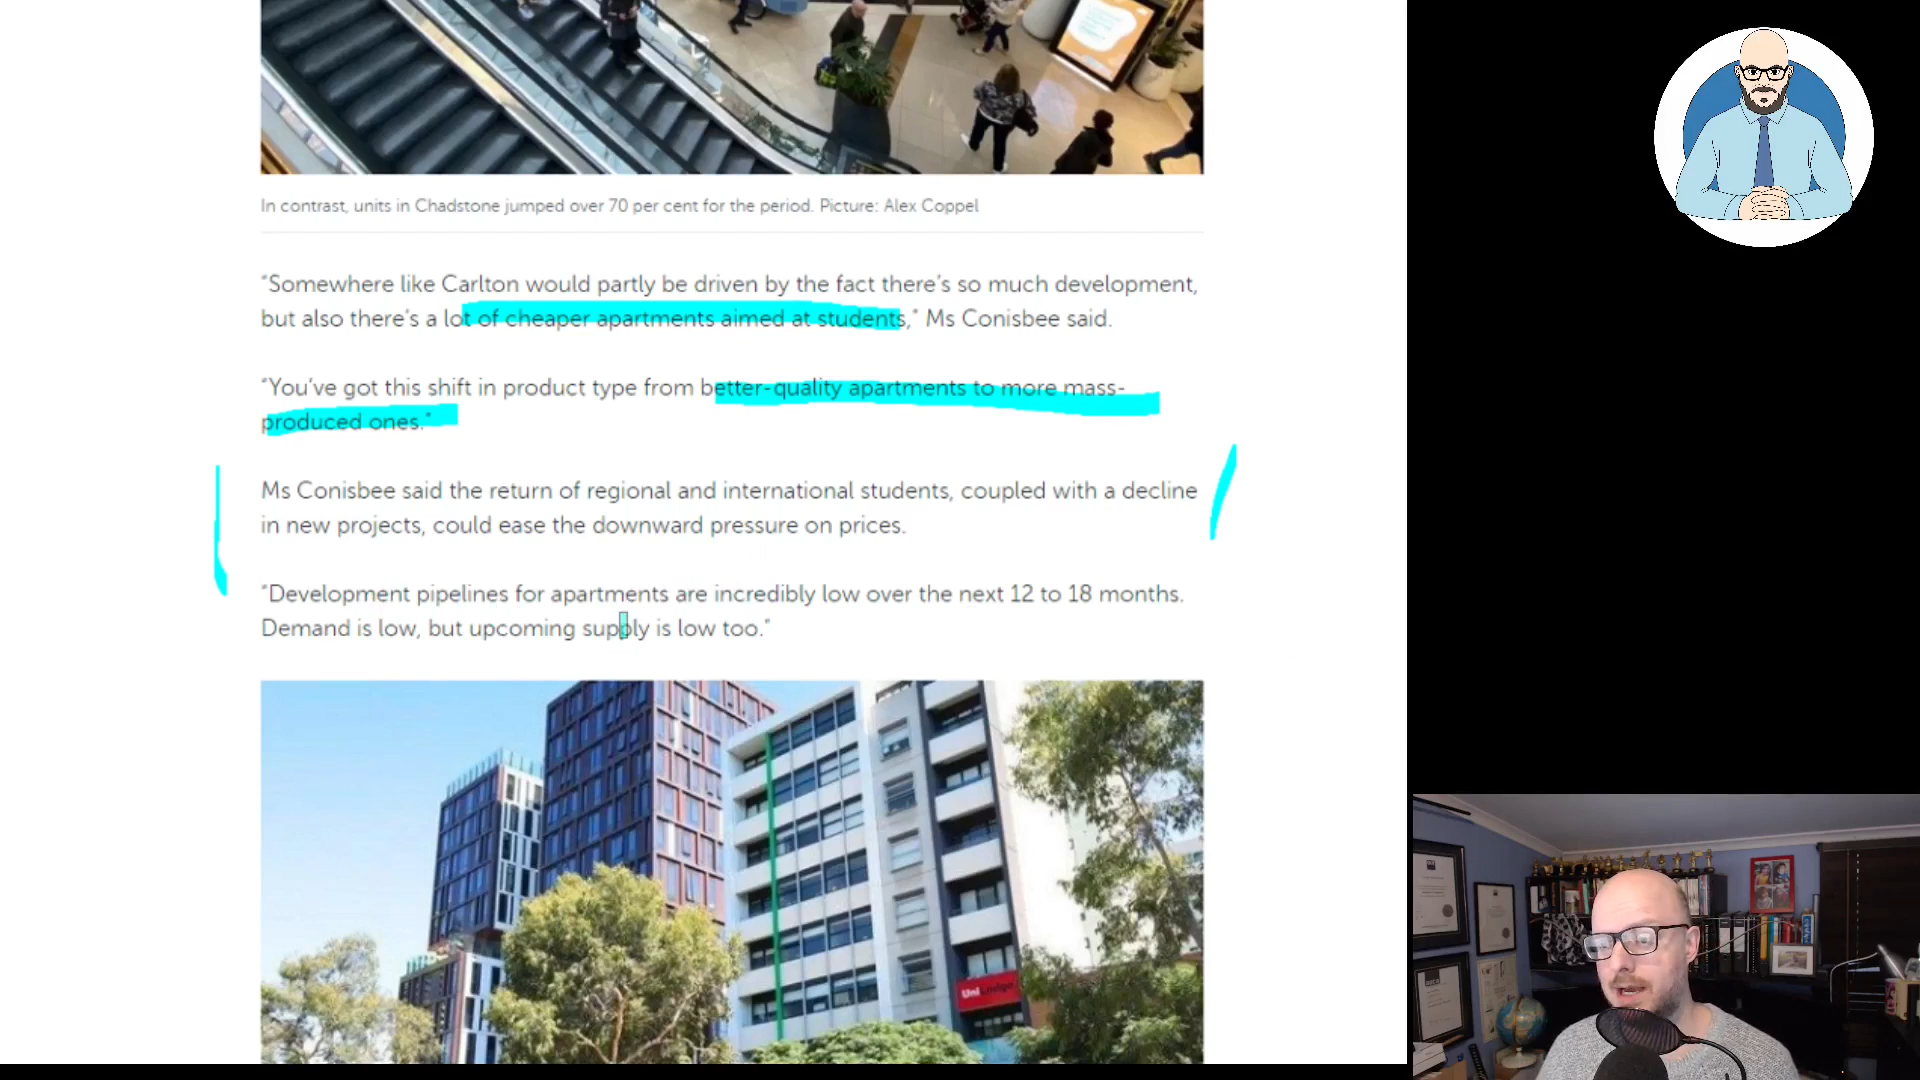 In contrast, units in Chadstone jumped over 70 per cent for the period. Picture: Alex Coppel
“Somewhere like Carlton would partly be driven by the fact there’s so much development,
but also there’s a lot of cheaper apartments aimed at students,” Ms Conisbee said.
“You’ve got this shift in product type from better-quality apartments to more mass-
produced ones.”
Ms Conisbee said the return of regional and international students, coupled with a decline
in new projects, could ease the downward pressure on prices.
“Development pipelines for apartments are incredibly low over the next 12 to 18 months.
Demand is low, but upcoming supply is low too.”
UniLodge